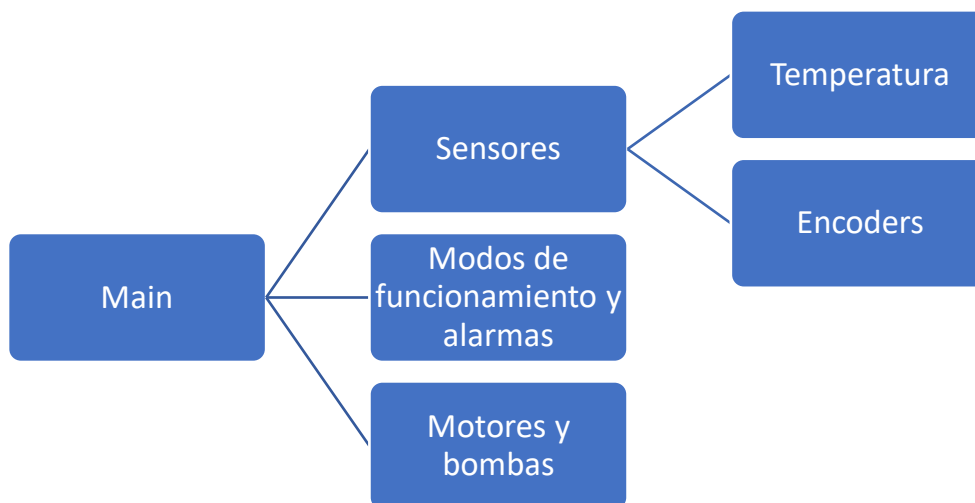 Main
Sensores
Modos de
funcionamiento y
alarmas
Motores y
bombas
Temperatura
Encoders